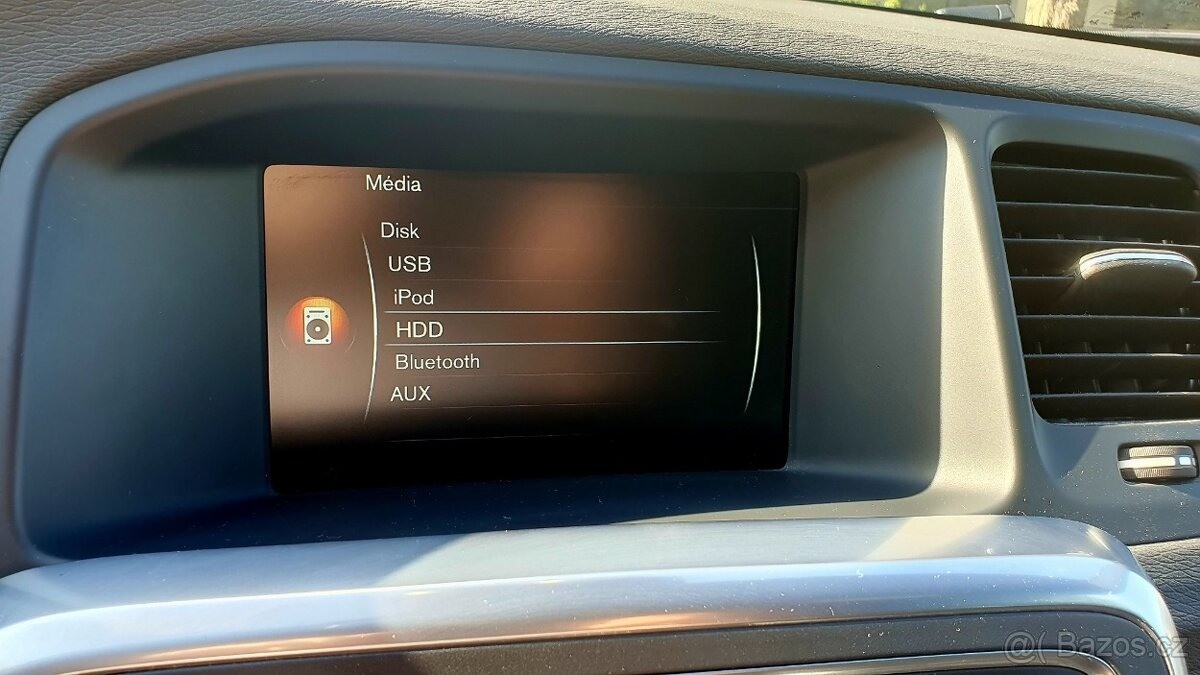 Média
Disk
USB
iPod
HDD
Bluetooth
AUX
@( Bazos.cz